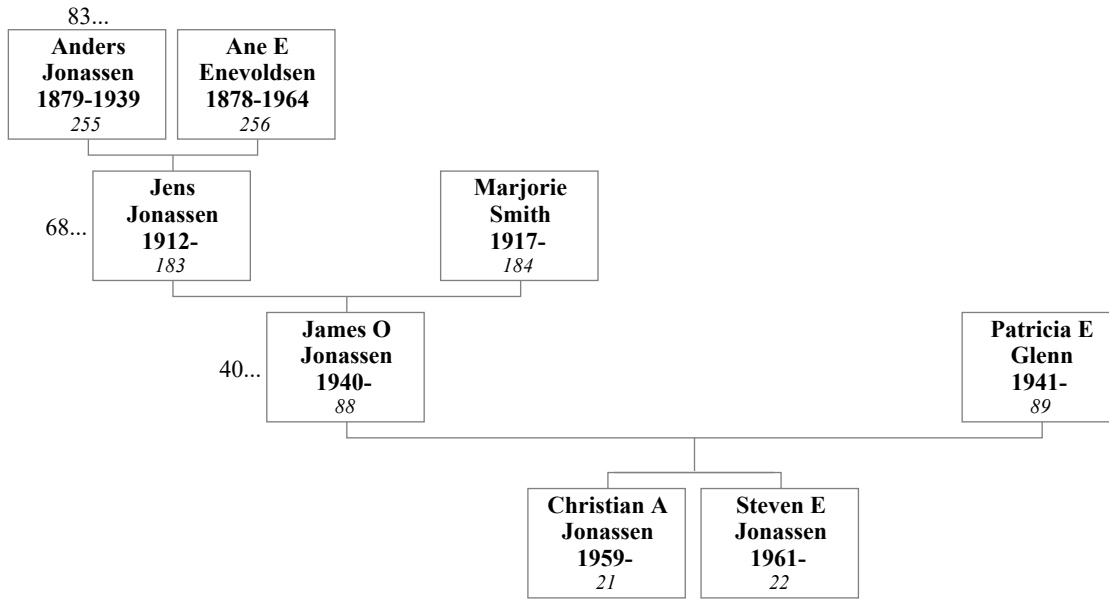 83...
Anders
Jonassen
1879-1939
255
Ane E
Enevoldsen
1878-1964
256
68...
Jens
Jonassen
1912-
183
Marjorie
Smith
1917-
184
40...
James O
Jonassen
1940-
88
Patricia E
Glenn
1941-
89
Christian A
Jonassen
1959-
21
Steven E
Jonassen
1961-
22